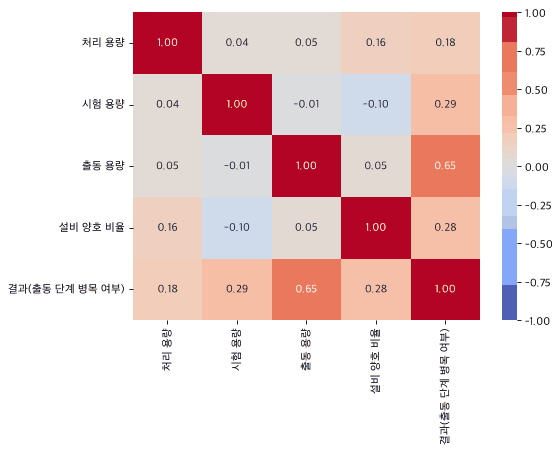 처리 용량
1.00 0.04 0.05 0.16 0.18
시험 용량
0.04 1.00 -0.01 -0.10 0.29
출동 용량
0.05 -0.01 1.00 0.05 0.65
설비 양호 비율
0.16 -0.10 0.05 1.00 0.28
결과(출동 단계 병목 여부)
0.18 0.29 0.65 0.28 1.00
처리 용량
시험 용량
출동 용량
설비 양호 비율
결과(출동 단계 병목 여부)
1.00
0.75
0.50
0.25
0.00
-0.25
-0.50
-0.75
-1.00